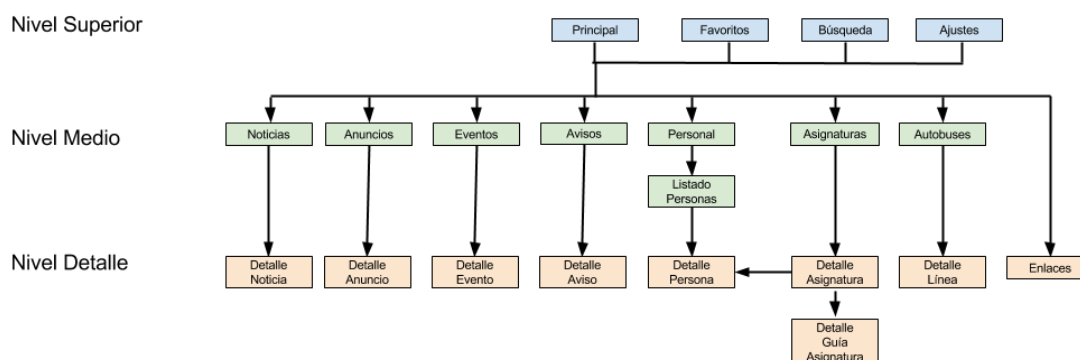 Nivel Superior
Principal
Favoritos
Búsqueda
Ajustes
Nivel Medio
Noticias
Anuncios
Eventos
Avisos
Personal
Asignaturas
Autobuses
Listado
Personas
Nivel Detalle
Detalle
Noticia
Detalle
Anuncio
Detalle
Evento
Detalle
Aviso
Detalle
Persona
Detalle
Asignatura
Detalle
Línea
Enlaces
Detalle
Guía
Asignatura